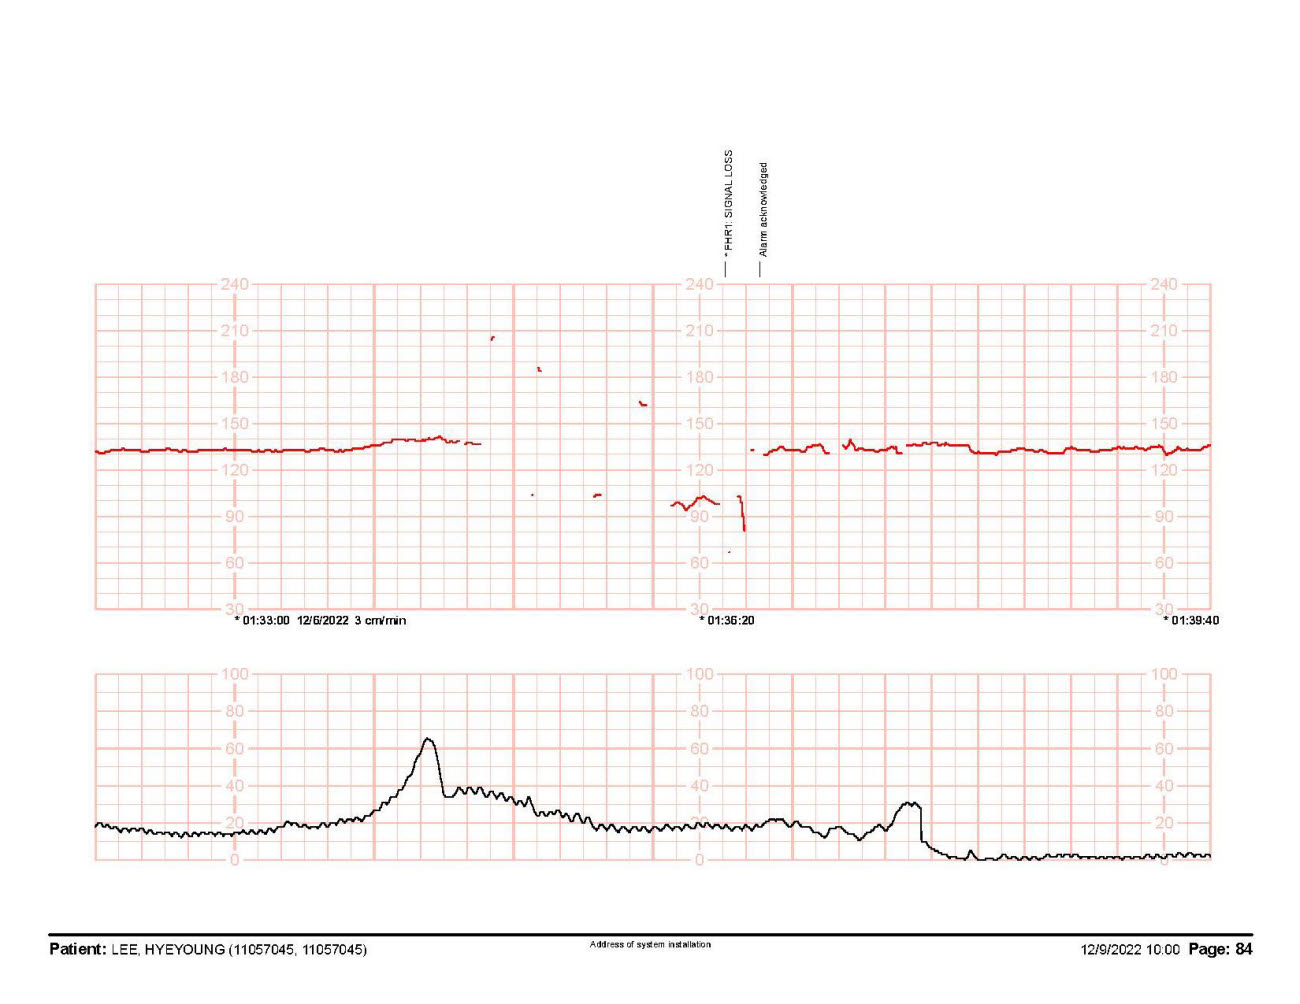 * FHR1: SIGNAL LOSS
Alarm acknowledged
240 240 240
210 210 210
180 180 180
150 150 150
120 120 120
90 90 90
60 60 60
30 30 30
* 01:33:00 12/6/2022 3 cm/min * 01:36:20 * 01:39:40
100 100 100
80 80 80
60 60 60
40 40 40
20 20 20
0 0 0
Patient: LEE, HYEYOUNG (11057045, 11057045) Address of system installation 12/9/2022 10:00 Page: 84